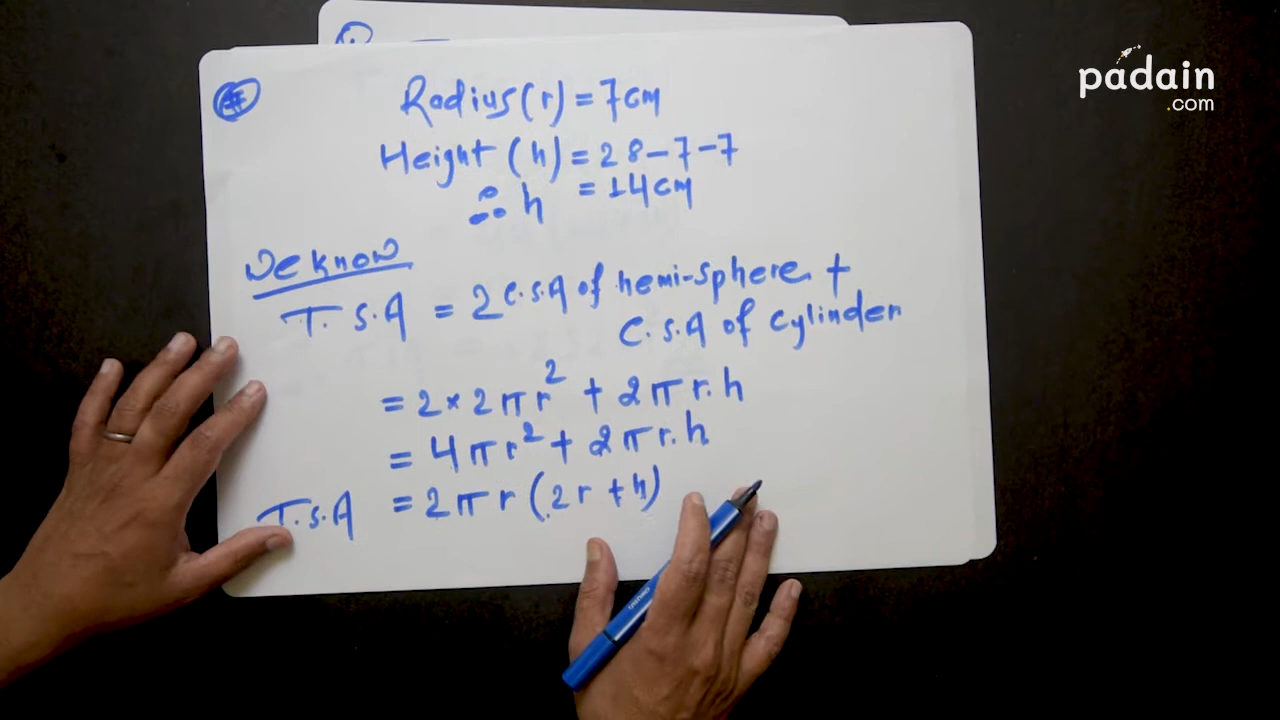 Radius (r) = 7cm
Height (h) = 28-7-7
∴ h = 14cm
We know
T.S.A = 2 C.S.A of hemi-sphere +
C.S.A of cylinder
= 2×2πr² + 2πr.h
= 4πr² + 2πr.h
T.S.A = 2πr (2r + h)
padain
.com